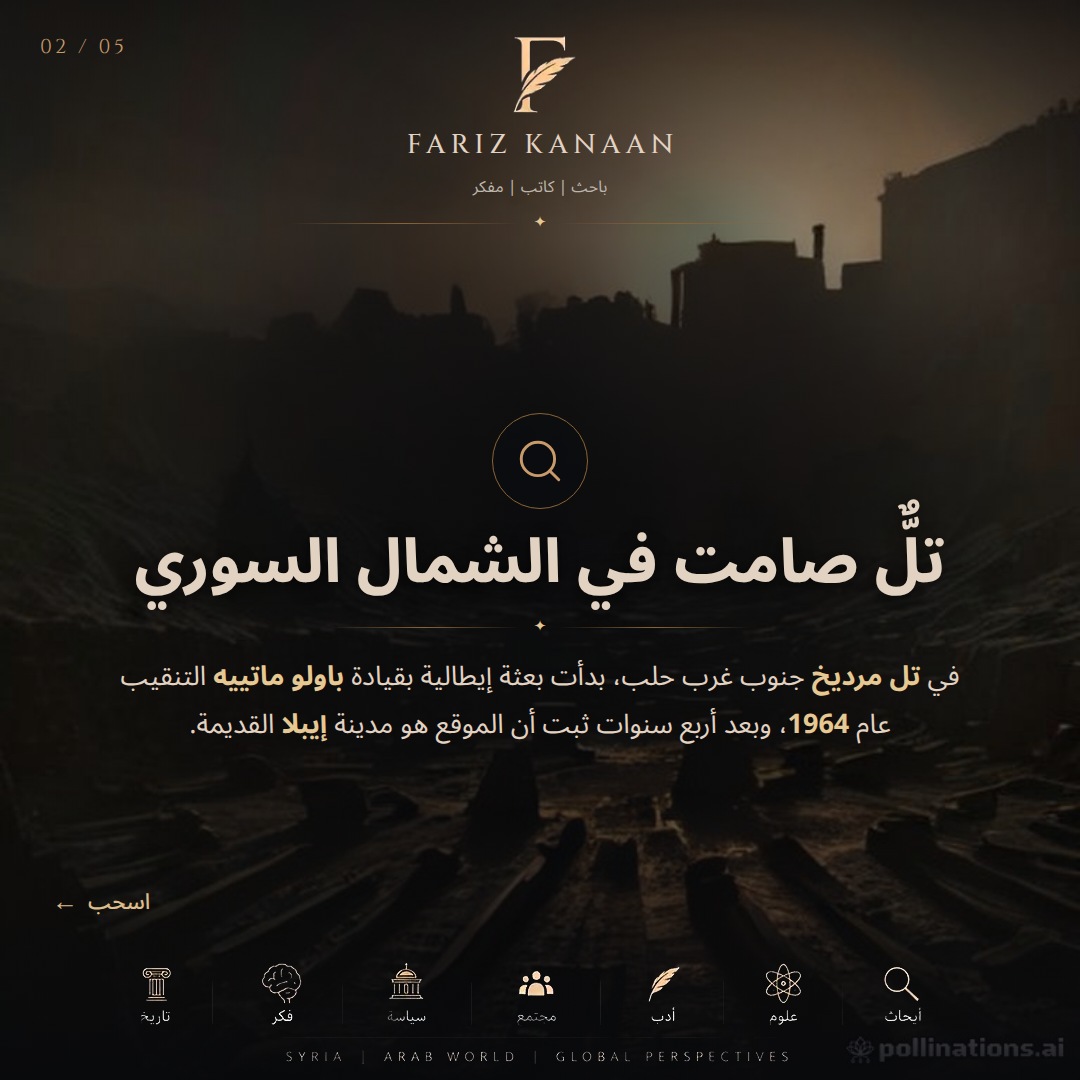 02 / 05
FARIZ KANAAN
باحث | كاتب | مفكر
تلٌّ صامت في الشمال السوري
في تل مرديخ جنوب غرب حلب، بدأت بعثة إيطالية بقيادة باولو ماتييه التنقيب
عام 1964، وبعد أربع سنوات ثبت أن الموقع هو مدينة إيبلا القديمة.
اسحب ←
أبحاث
علوم
أدب
مجتمع
سياسة
فكر
تاريخ
SYRIA | ARAB WORLD | GLOBAL PERSPECTIVES
pollinations.ai